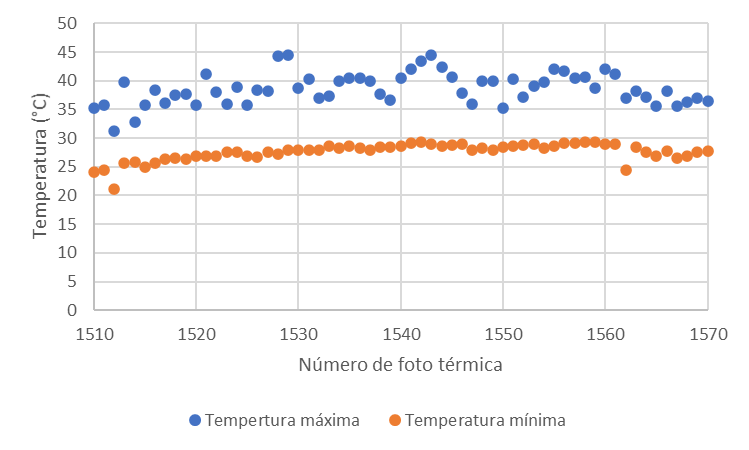 50
45
40
35
30
25
20
15
10
5
0
Temperatura (°C)
1510 1520 1530 1540 1550 1560 1570
Número de foto térmica
Tempertura máxima Temperatura mínima